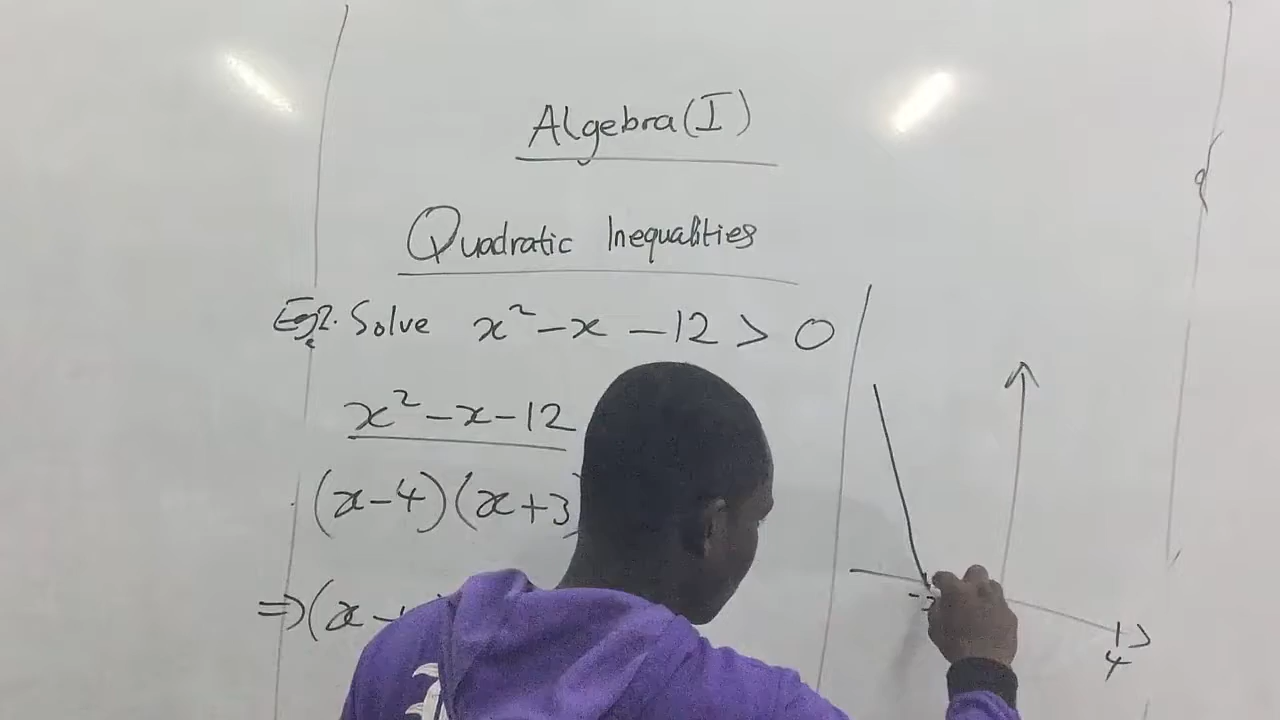 Algebra (I)
Quadratic Inequalities
Eg2. Solve x² - x - 12 > 0
x² - x - 12
(x-4)(x+3)
⇒(x-
-3
4